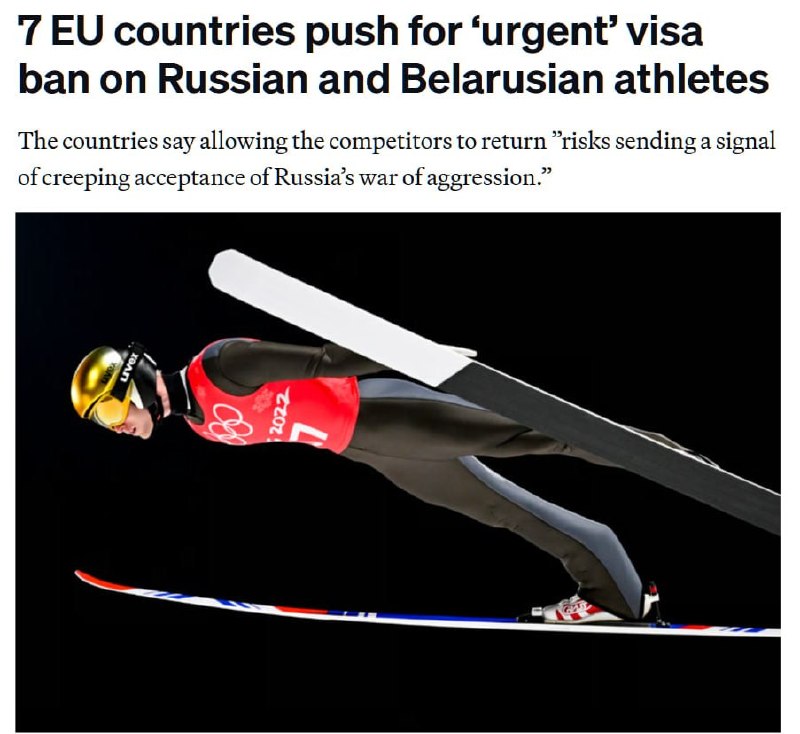 7 EU countries push for ‘urgent’ visa
ban on Russian and Belarusian athletes
The countries say allowing the competitors to return ”risks sending a signal
of creeping acceptance of Russia’s war of aggression.”
uvex
2022
7